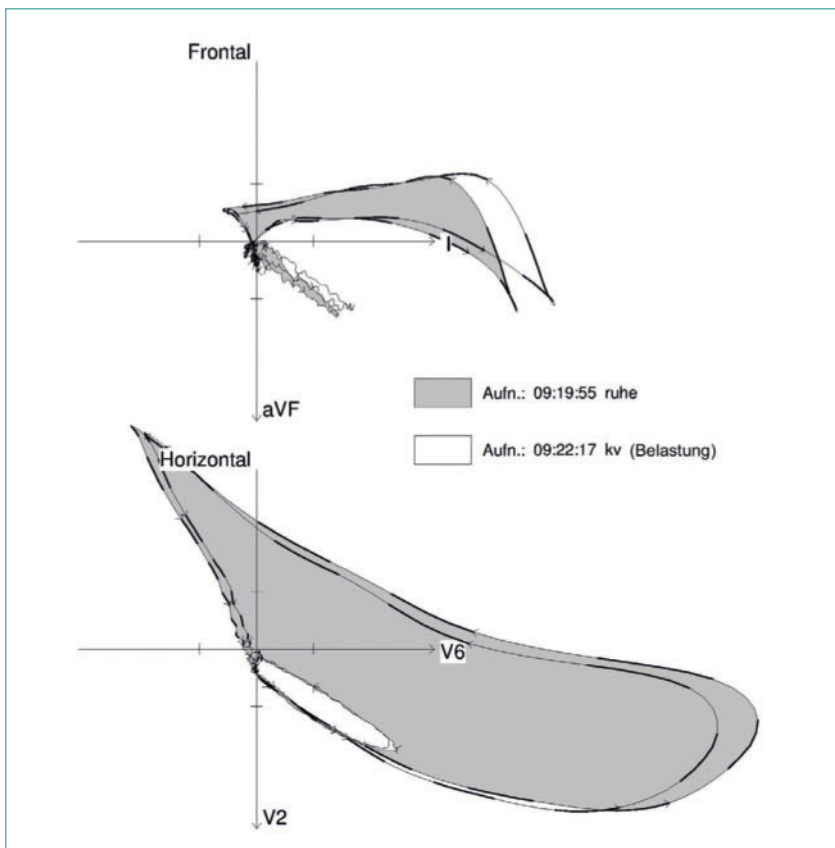 Frontal
I
Aufn.: 09:19:55 ruhe
aVF
Aufn.: 09:22:17 kv (Belastung)
Horizontal
V6
V2